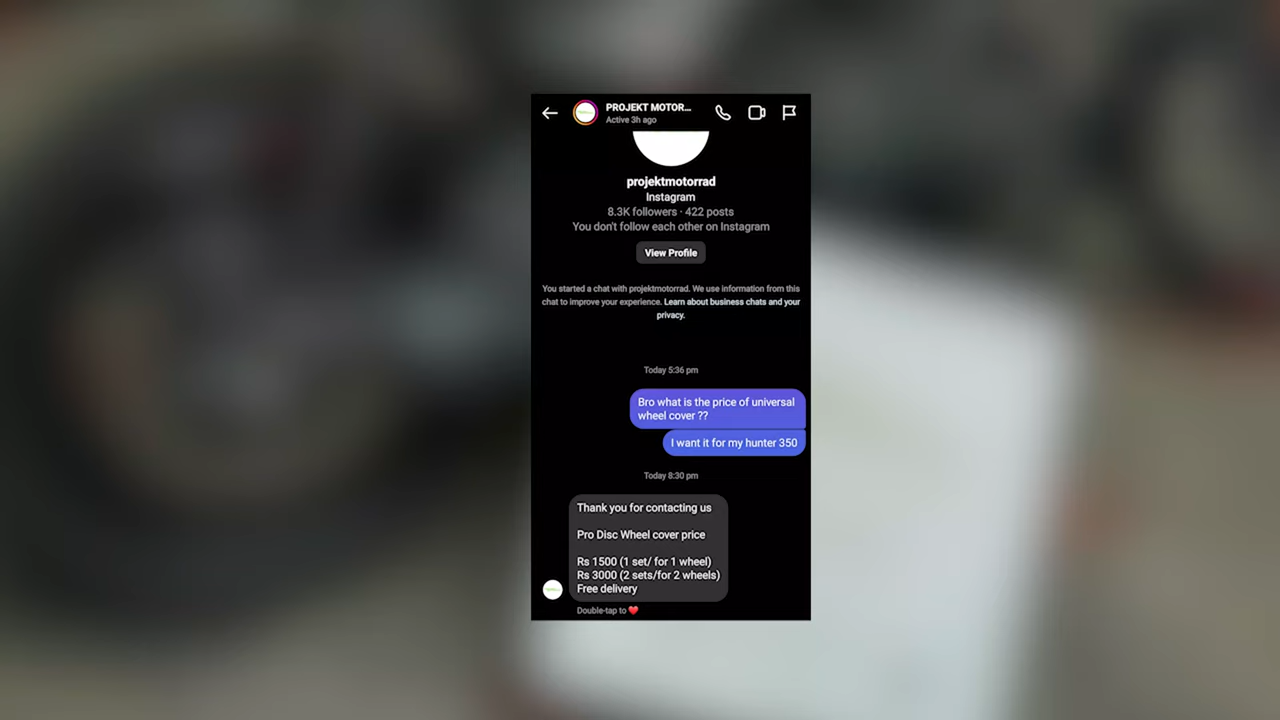 PROJEKT MOTOR...
Active 3h ago
projektmotorrad
Instagram
8.3K followers · 422 posts
You don't follow each other on Instagram
View Profile
You started a chat with projektmotorrad. We use information from this
chat to improve your experience. Learn about business chats and your
privacy.
Today 5:36 pm
Bro what is the price of universal
wheel cover ??
I want it for my hunter 350
Today 8:30 pm
Thank you for contacting us
Pro Disc Wheel cover price
Rs 1500 (1 set/ for 1 wheel)
Rs 3000 (2 sets/for 2 wheels)
Free delivery
Double-tap to ❤️